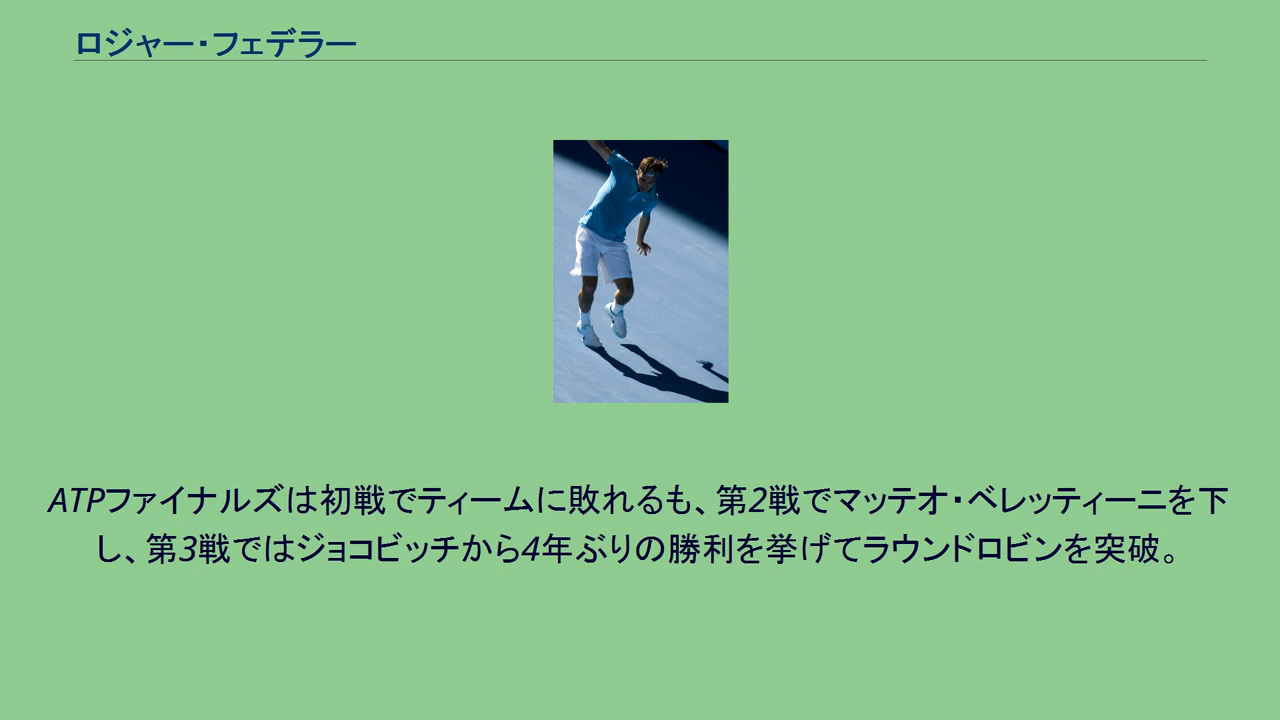 ロジャー・フェデラー
ATPファイナルズは初戦でティームに敗れるも、第2戦でマッテオ・ベレッティーニを下
し、第3戦ではジョコビッチから4年ぶりの勝利を挙げてラウンドロビンを突破。